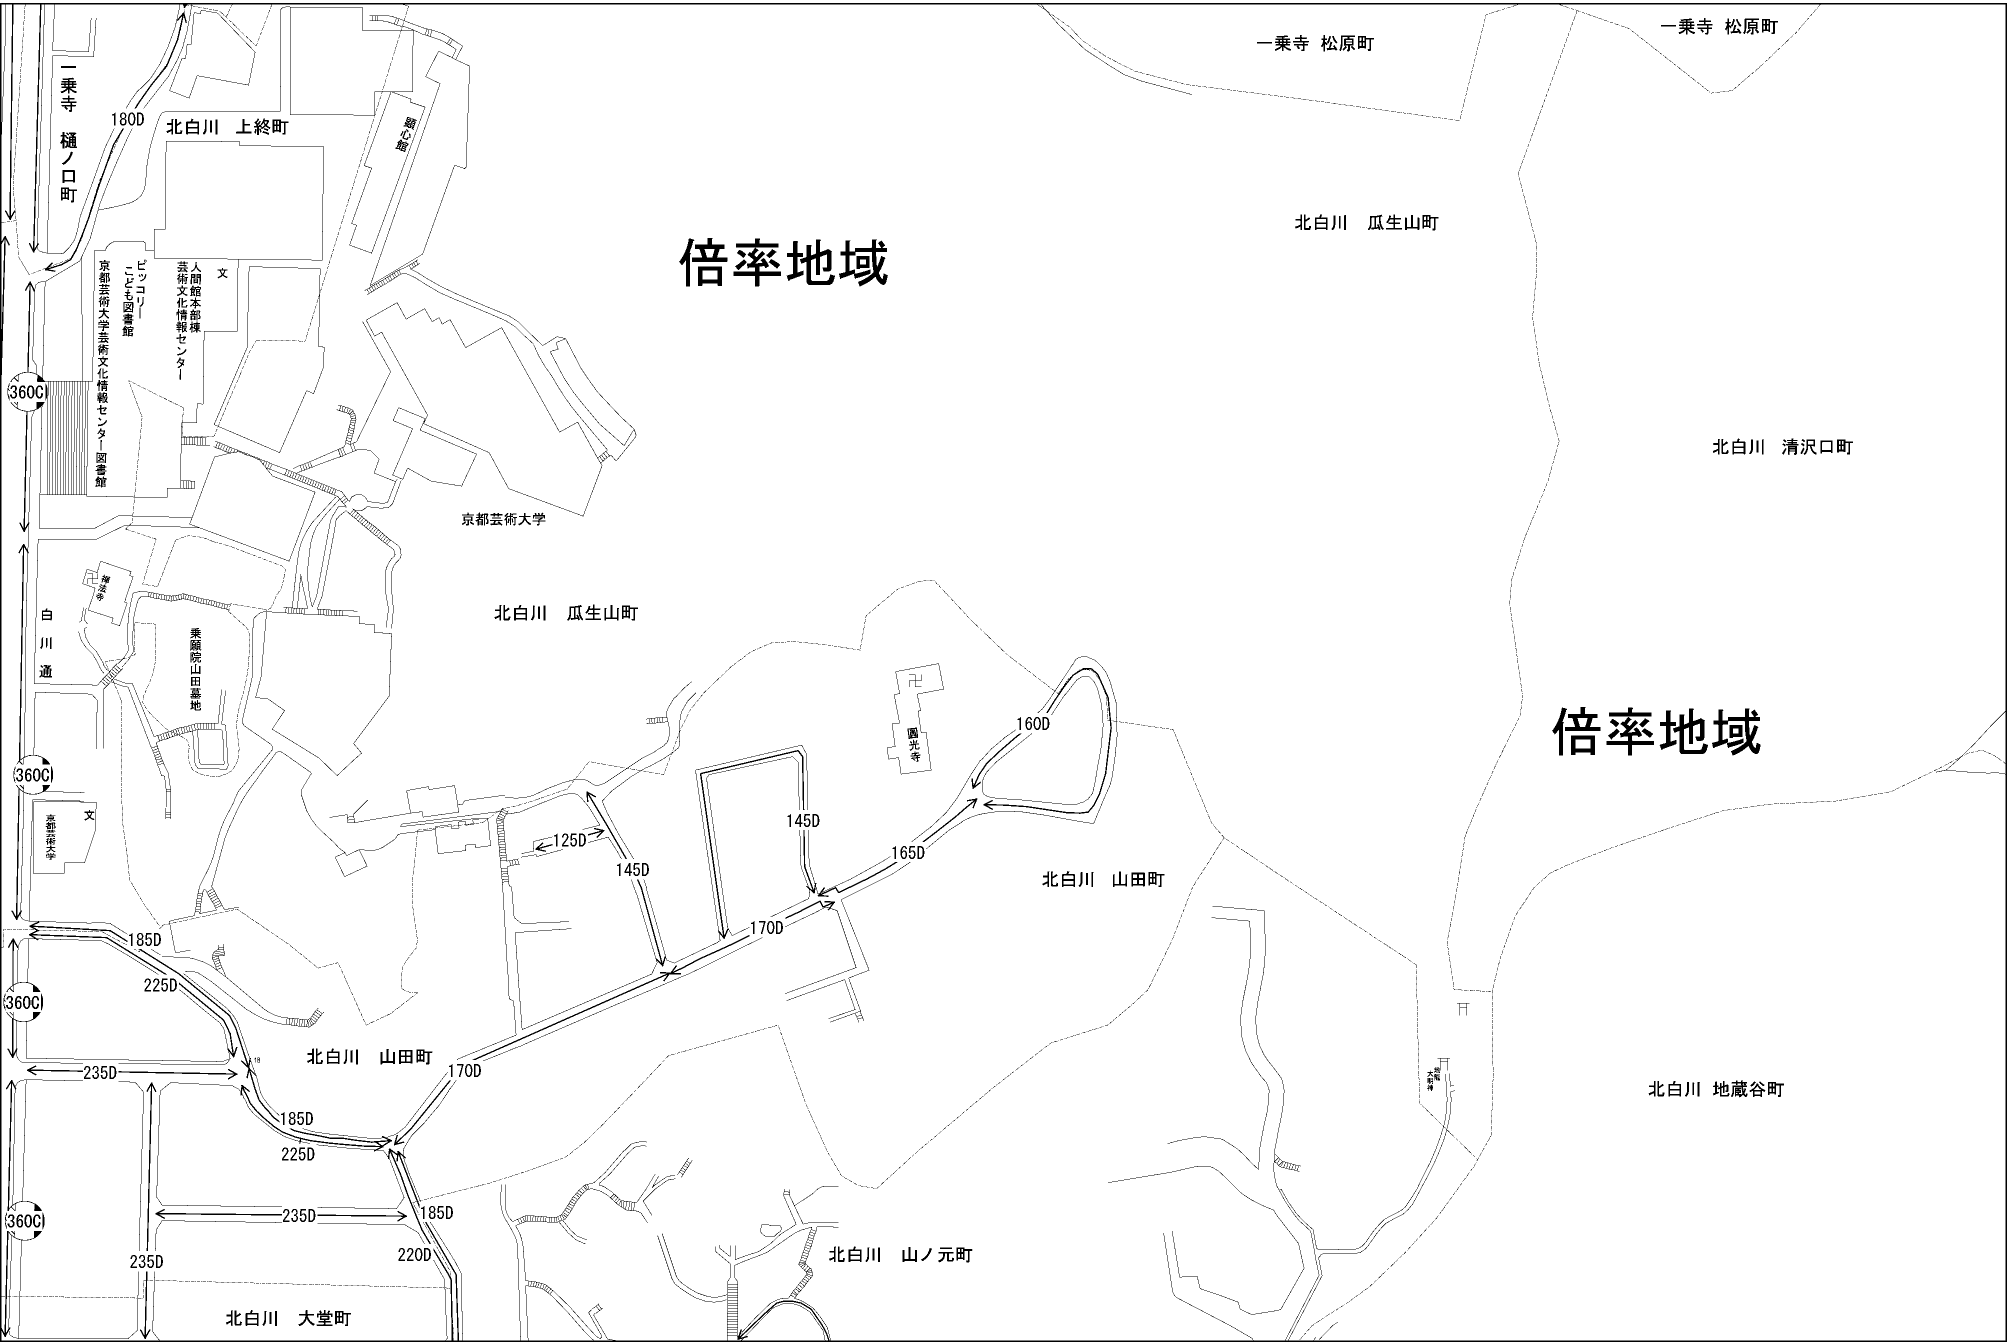 一乗寺 松原町
一乗寺 松原町
一乗寺 樋ノ口町
180D
北白川 上終町
顕心館
北白川 瓜生山町
倍率地域
文
人間館本部棟
芸術文化情報センター
ピッコリー
こども図書館
京都芸術大学芸術文化情報センター図書館
360C
北白川 清沢口町
京都芸術大学
禅法寺
白川通
乗願院山田墓地
北白川 瓜生山町
圓光寺
160D
倍率地域
360C
文
京都芸術大学
125D
145D
145D
165D
北白川 山田町
170D
185D
225D
360C
北白川 山田町
18
235D
170D
大明神
北白川 地蔵谷町
185D
225D
360C
235D
185D
220D
235D
北白川 山ノ元町
北白川 大堂町